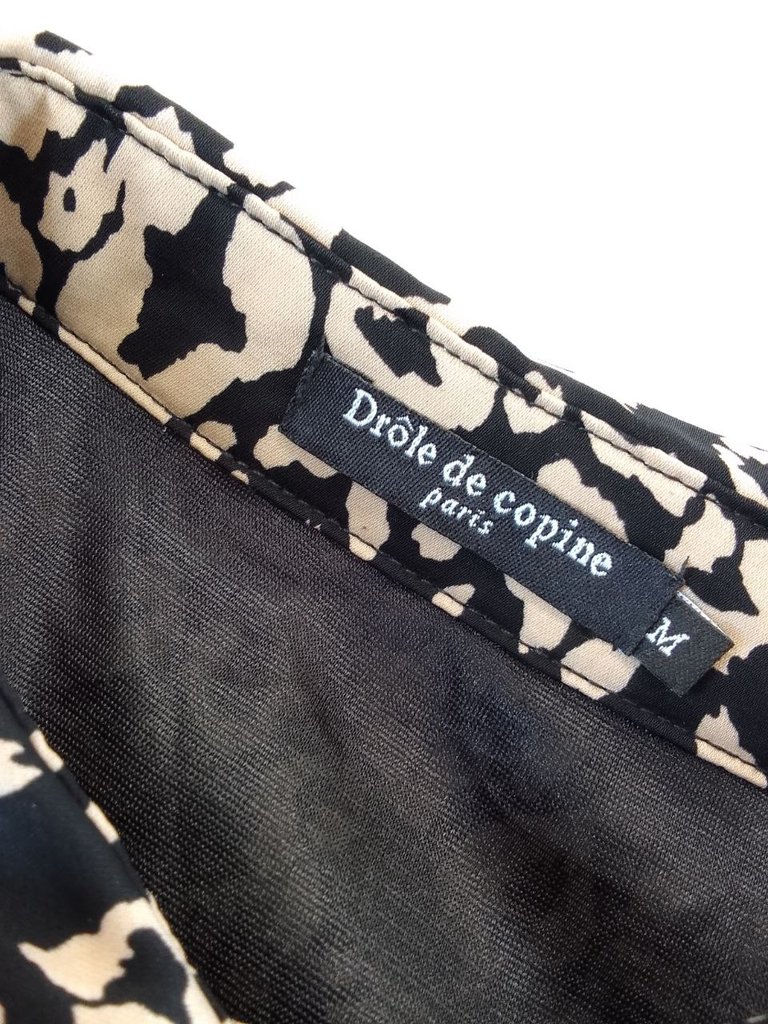 Drôle de copine
paris
M